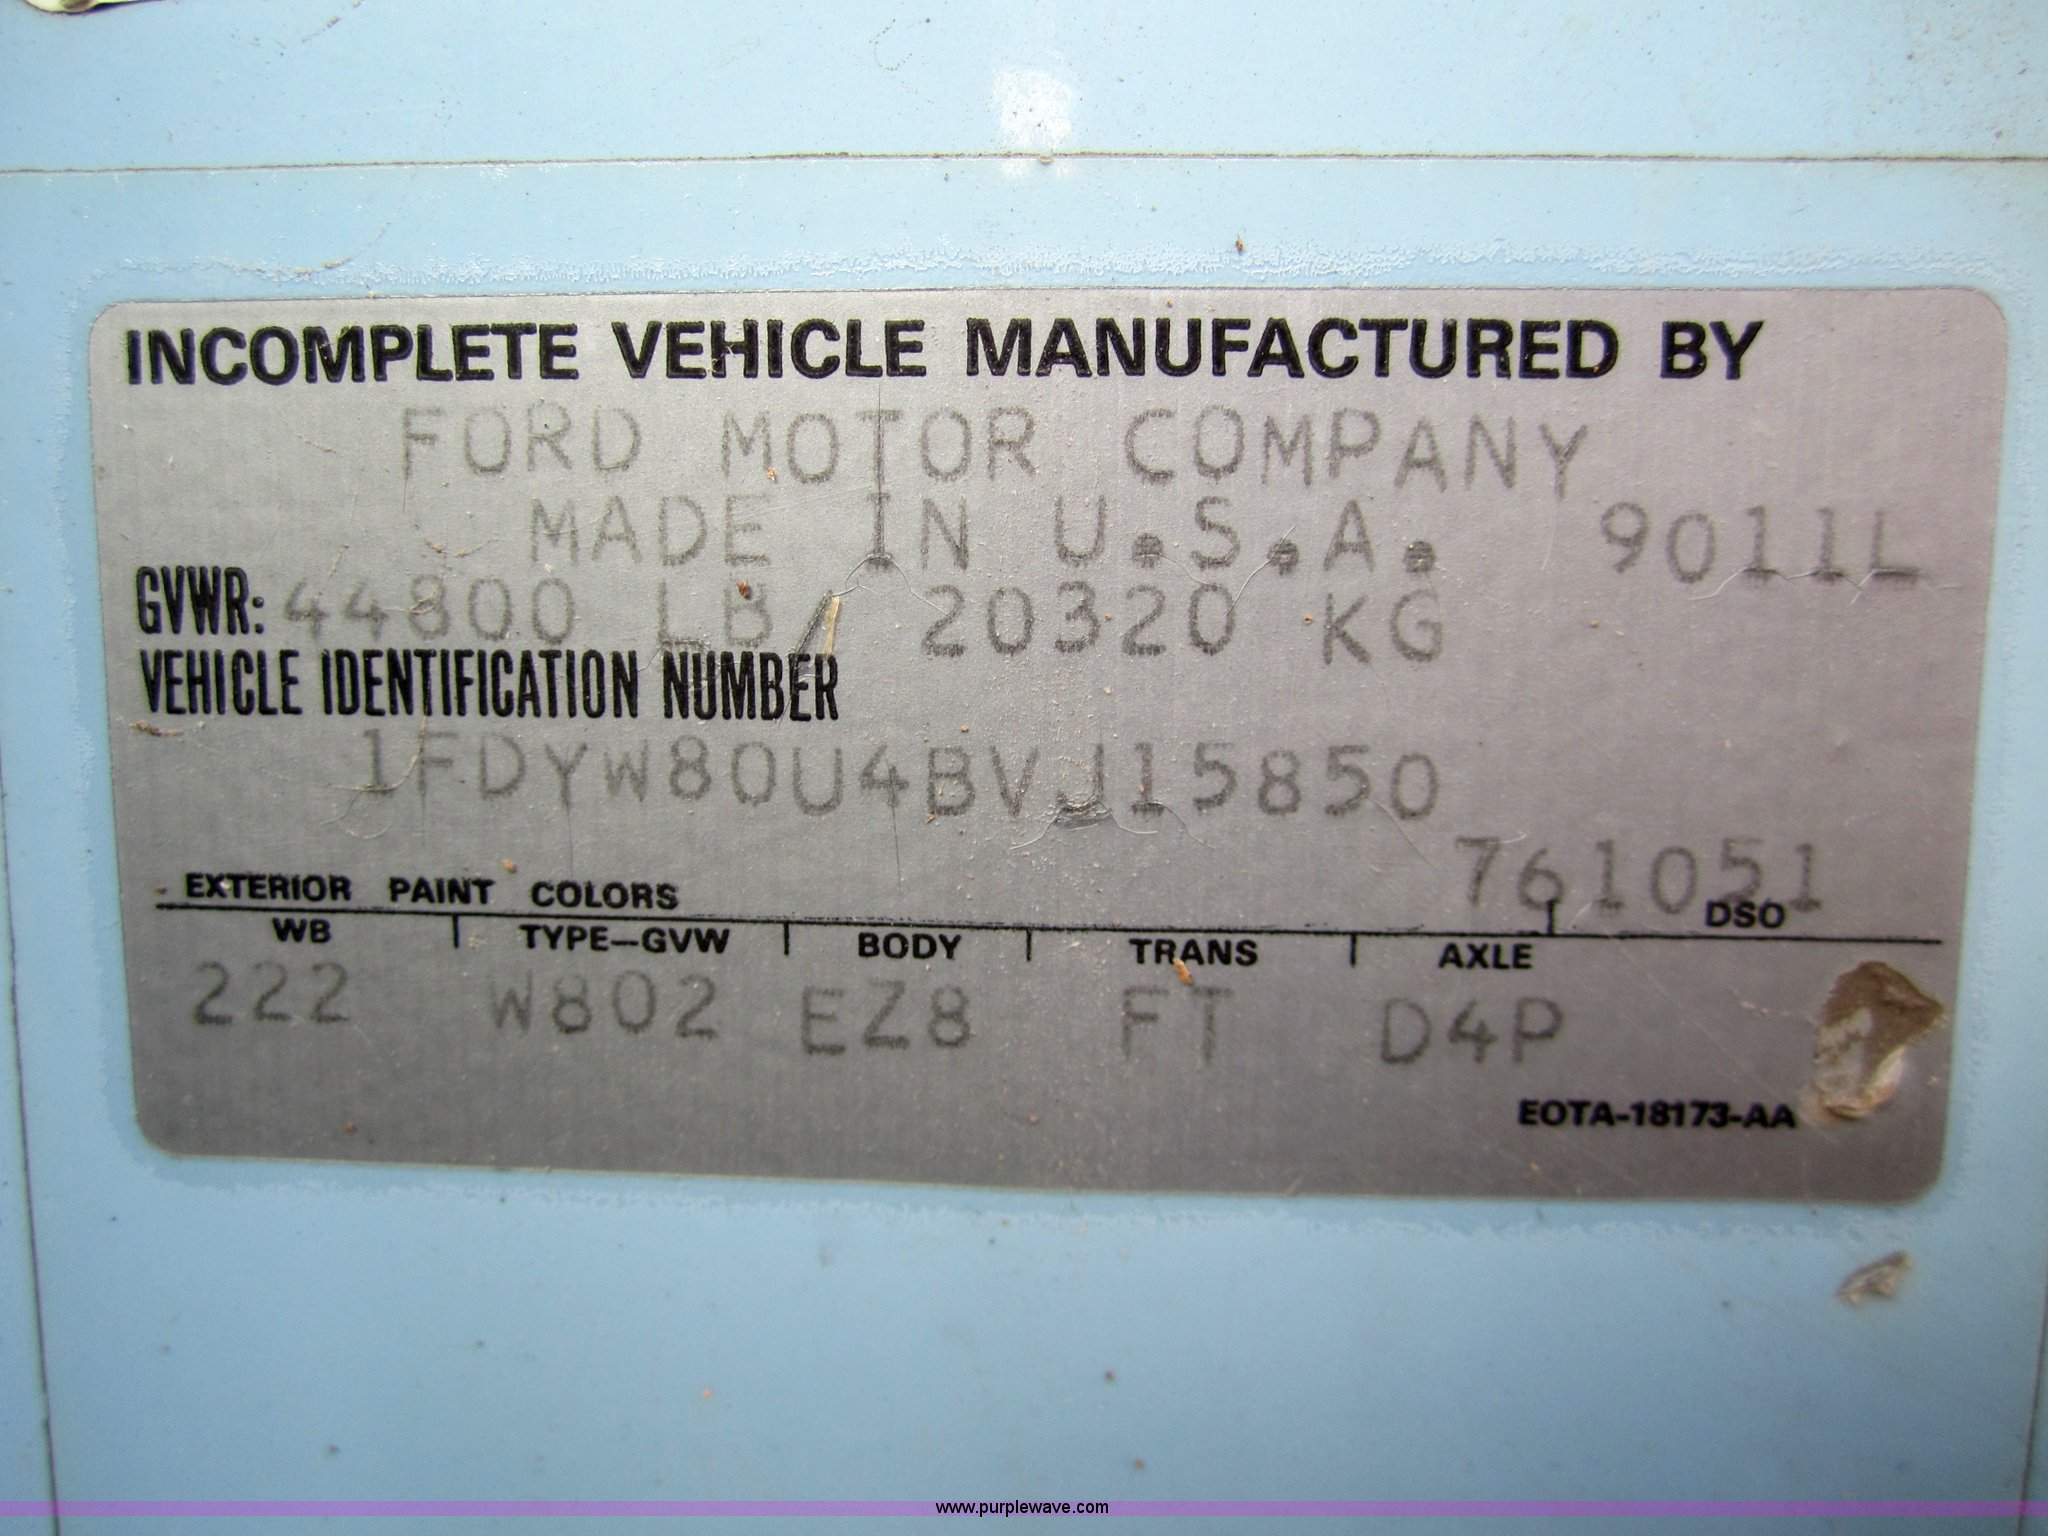 INCOMPLETE VEHICLE MANUFACTURED BY
FORD MOTOR COMPANY
MADE IN U.S.A. 9011L
GVWR: 44800 LB/ 20320 KG
VEHICLE IDENTIFICATION NUMBER
1FDYW80U4BVJ15850
761051
EXTERIOR PAINT COLORS DSO
WB TYPE-GVW BODY TRANS AXLE
222 W802 EZ8 FT D4P
EOTA-18173-AA
www.purplewave.com